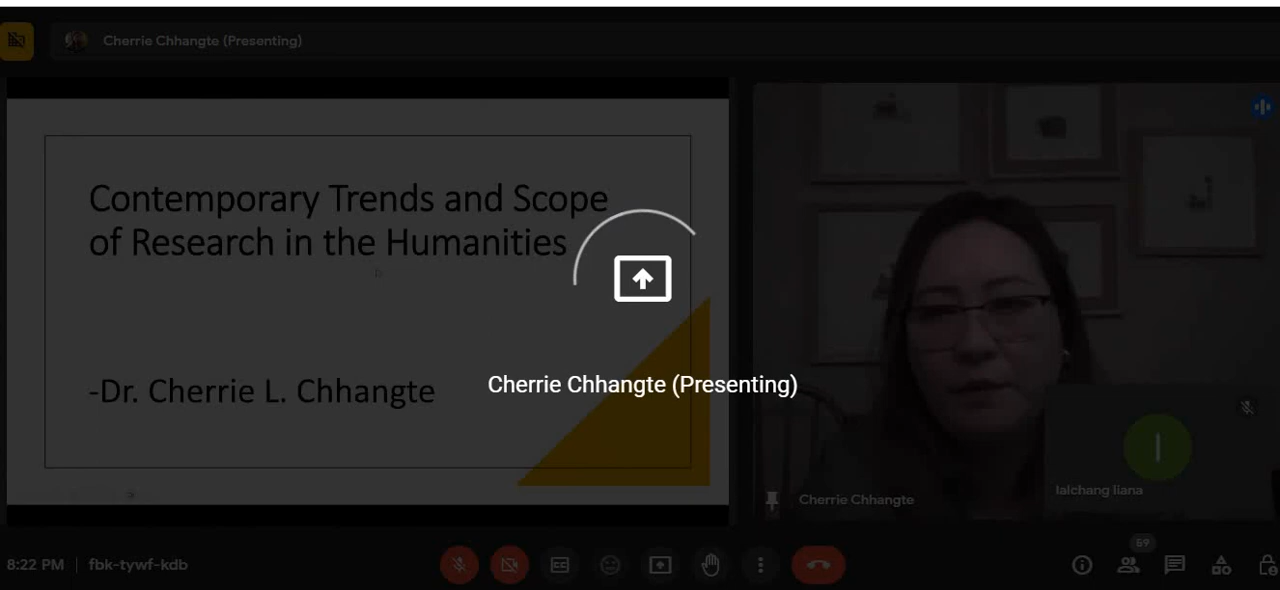 Cherrie Chhangte (Presenting)
Contemporary Trends and Scope
of Research in the Humanities
-Dr. Cherrie L. Chhangte
Cherrie Chhangte (Presenting)
Cherrie Chhangte
lalchang liana
l
8:22 PM | fbk-tywf-kdb
CC
59